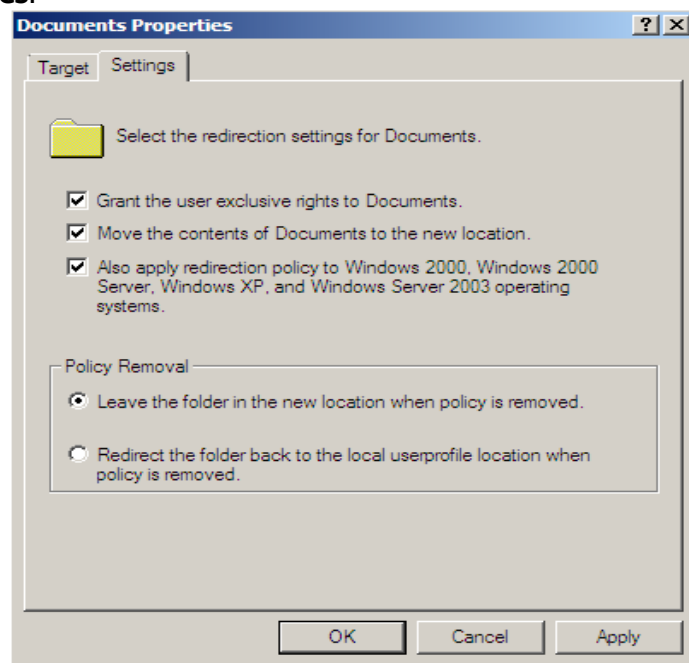 Documents Properties
Target Settings
Select the redirection settings for Documents.
Grant the user exclusive rights to Documents.
Move the contents of Documents to the new location.
Also apply redirection policy to Windows 2000, Windows 2000
Server, Windows XP, and Windows Server 2003 operating
systems.
Policy Removal
Leave the folder in the new location when policy is removed.
Redirect the folder back to the local userprofile location when
policy is removed.
OK Cancel Apply